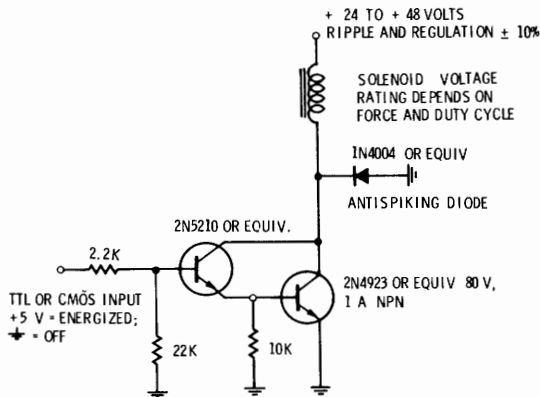 + 24 TO + 48 VOLTS
RIPPLE AND REGULATION ± 10%
SOLENOID VOLTAGE
RATING DEPENDS ON
FORCE AND DUTY CYCLE
1N4004 OR EQUIV
ANTISPIKING DIODE
2N5210 OR EQUIV.
2.2K
2N4923 OR EQUIV 80 V,
1 A NPN
TTL OR CMOS INPUT
+5 V = ENERGIZED;
= OFF
22K
10K